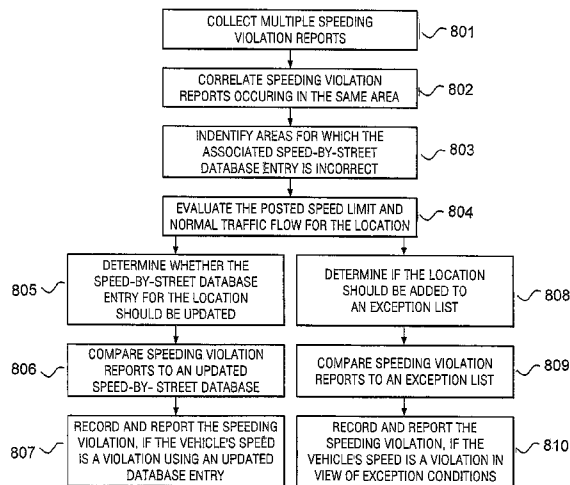 COLLECT MULTIPLE SPEEDING
VIOLATION REPORTS
801
CORRELATE SPEEDING VIOLATION
REPORTS OCCURING IN THE SAME AREA
802
INDENTIFY AREAS FOR WHICH THE
ASSOCIATED SPEED-BY-STREET
DATABASE ENTRY IS INCORRECT
803
EVALUATE THE POSTED SPEED LIMIT AND
NORMAL TRAFFIC FLOW FOR THE LOCATION
804
805
DETERMINE WHETHER THE
SPEED-BY-STREET DATABASE
ENTRY FOR THE LOCATION
SHOULD BE UPDATED
806
COMPARE SPEEDING VIOLATION
REPORTS TO AN UPDATED
SPEED-BY- STREET DATABASE
807
RECORD AND REPORT THE SPEEDING
VIOLATION, IF THE VEHICLE'S SPEED
IS A VIOLATION USING AN UPDATED
DATABASE ENTRY
DETERMINE IF THE LOCATION
SHOULD BE ADDED TO
AN EXCEPTION LIST
808
COMPARE SPEEDING VIOLATION
REPORTS TO AN EXCEPTION LIST
809
RECORD AND REPORT THE
SPEEDING VIOLATION, IF THE
VEHICLE'S SPEED IS A VIOLATION IN
VIEW OF EXCEPTION CONDITIONS
810